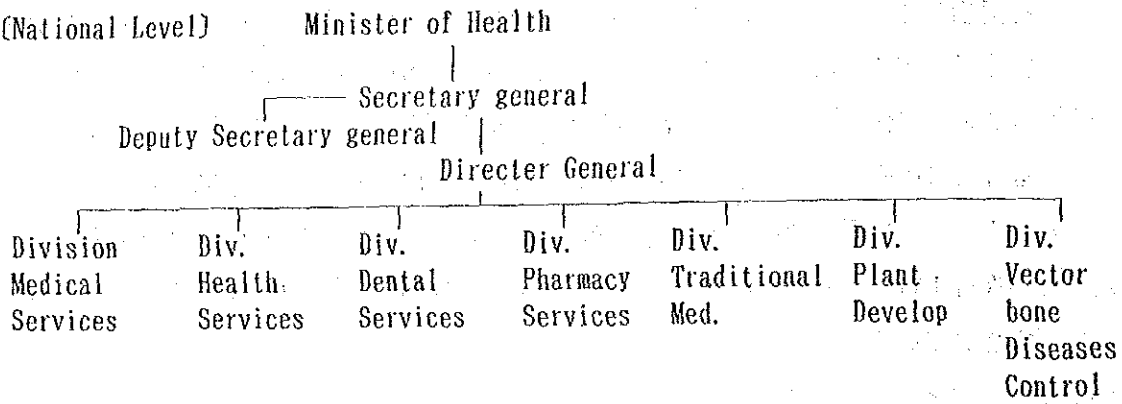 (National Level) Minister of Health
Secretary general
Deputy Secretary general
Directer General
Division Div. Div. Div. Div. Div. Div.
Medical Health Dental Pharmacy Traditional Plant Vector
Services Services Services Services Med. Develop bone
Diseases
Control